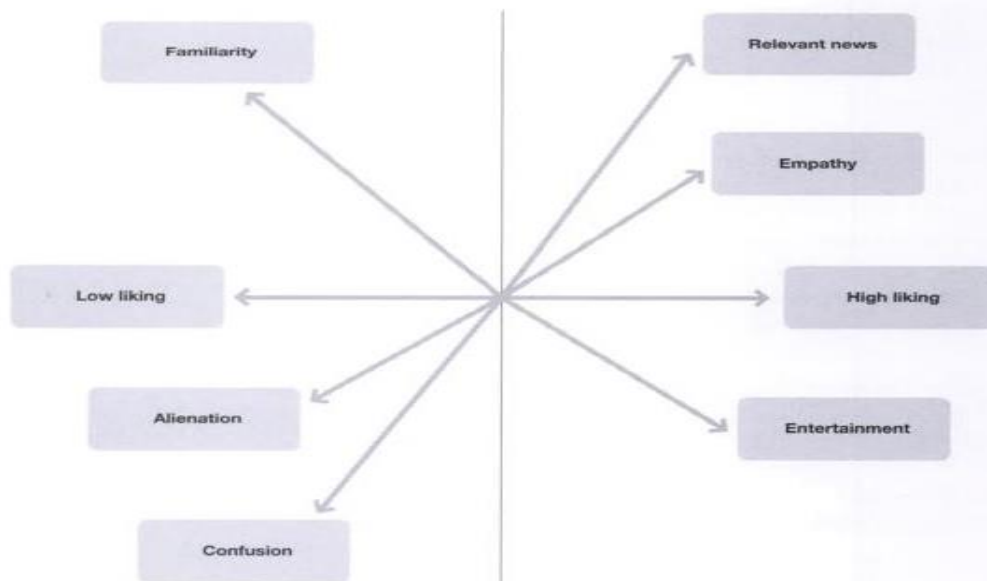 Familiarity
Relevant news
Empathy
Low liking
High liking
Alienation
Entertainment
Confusion